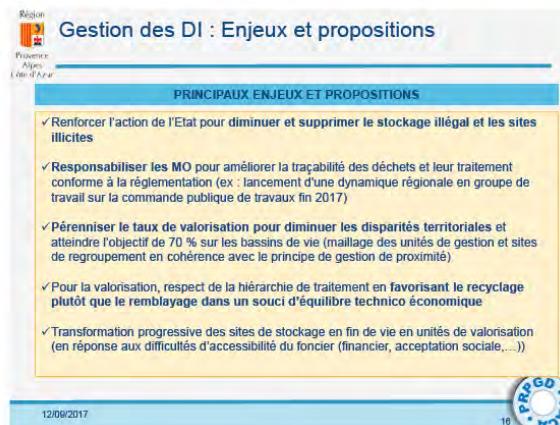 Région
Provence
Alpes
Côte d'Azur
Gestion des DI : Enjeux et propositions
PRINCIPAUX ENJEUX ET PROPOSITIONS
✓Renforcer l'action de l'Etat pour diminuer et supprimer le stockage illégal et les sites
illicites
✓Responsabiliser les MO pour améliorer la traçabilité des déchets et leur traitement
conforme à la réglementation (ex : lancement d'une dynamique régionale en groupe de
travail sur la commande publique de travaux fin 2017)
✓Pérenniser le taux de valorisation pour diminuer les disparités territoriales et
atteindre l'objectif de 70 % sur les bassins de vie (maillage des unités de gestion et sites
de regroupement en cohérence avec le principe de gestion de proximité)
✓Pour la valorisation, respect de la hiérarchie de traitement en favorisant le recyclage
plutôt que le remblayage dans un souci d'équilibre technico économique
✓Transformation progressive des sites de stockage en fin de vie en unités de valorisation
(en réponse aux difficultés d'accessibilité du foncier (financier, acceptation sociale,…))
12/09/2017
16
PRPGD